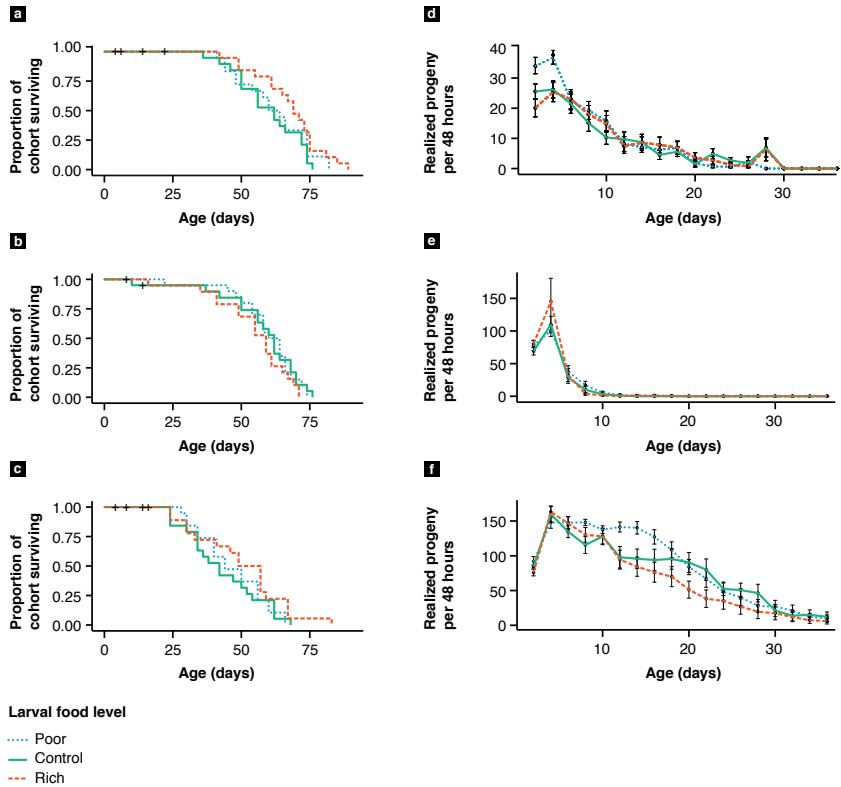 a
Proportion of
cohort surviving
1.00
0.75
0.50
0.25
0.00
0 25 50 75
Age (days)
d
Realized progeny
per 48 hours
40
30
20
10
0
10 20 30
Age (days)
b
Proportion of
cohort surviving
1.00
0.75
0.50
0.25
0.00
0 25 50 75
Age (days)
e
Realized progeny
per 48 hours
150
100
50
0
10 20 30
Age (days)
c
Proportion of
cohort surviving
1.00
0.75
0.50
0.25
0.00
0 25 50 75
Age (days)
f
Realized progeny
per 48 hours
150
100
50
0
10 20 30
Age (days)
Larval food level
Poor
Control
Rich